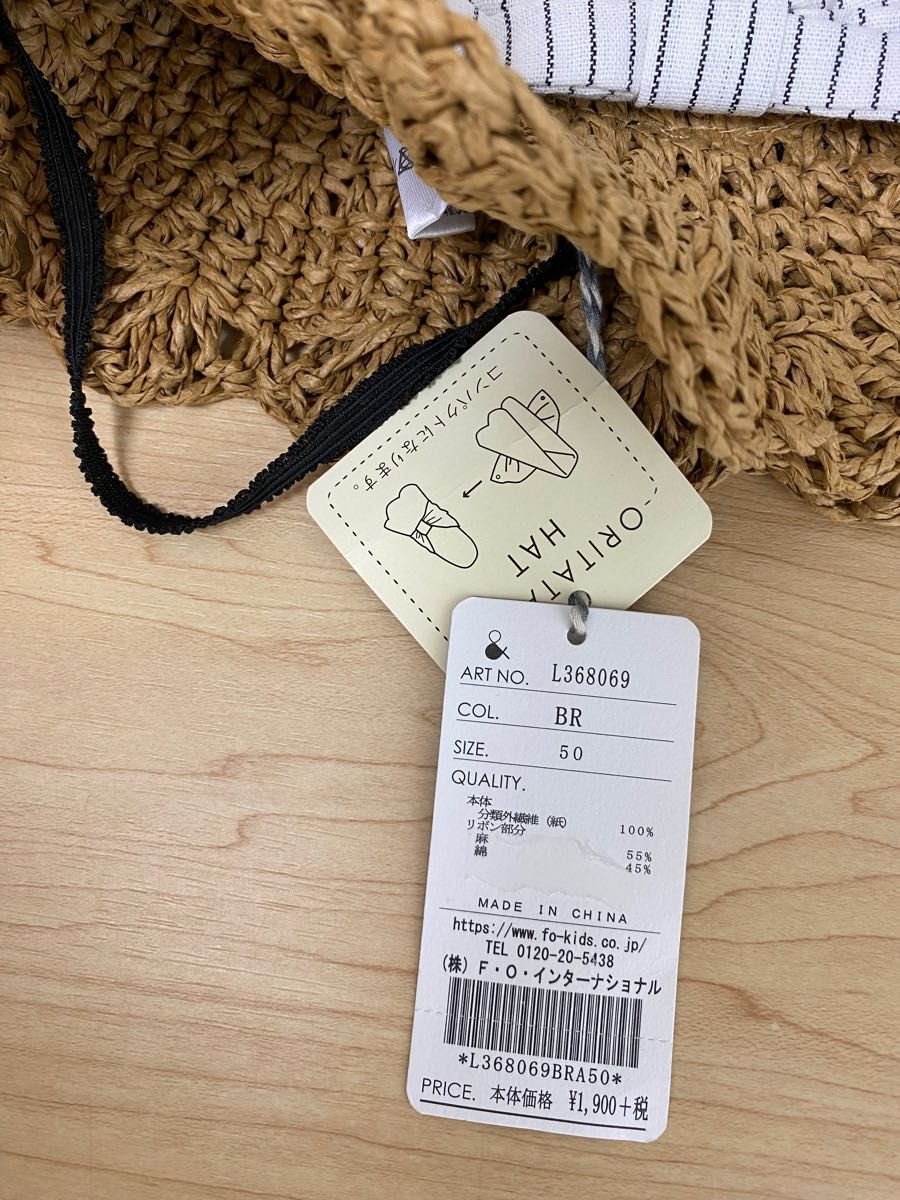 コンパクトになります。
ORITATA
HAT
&
ART NO. L368069
COL. BR
SIZE. 50
QUALITY.
本体
分類外繊維（紙） 100%
リボン部分
麻 55%
綿 45%
MADE IN CHINA
https://www.fo-kids.co.jp/
TEL 0120-20-5438
(株) F・O・インターナショナル
*L368069BRA50*
PRICE. 本体価格 ¥1,900+税